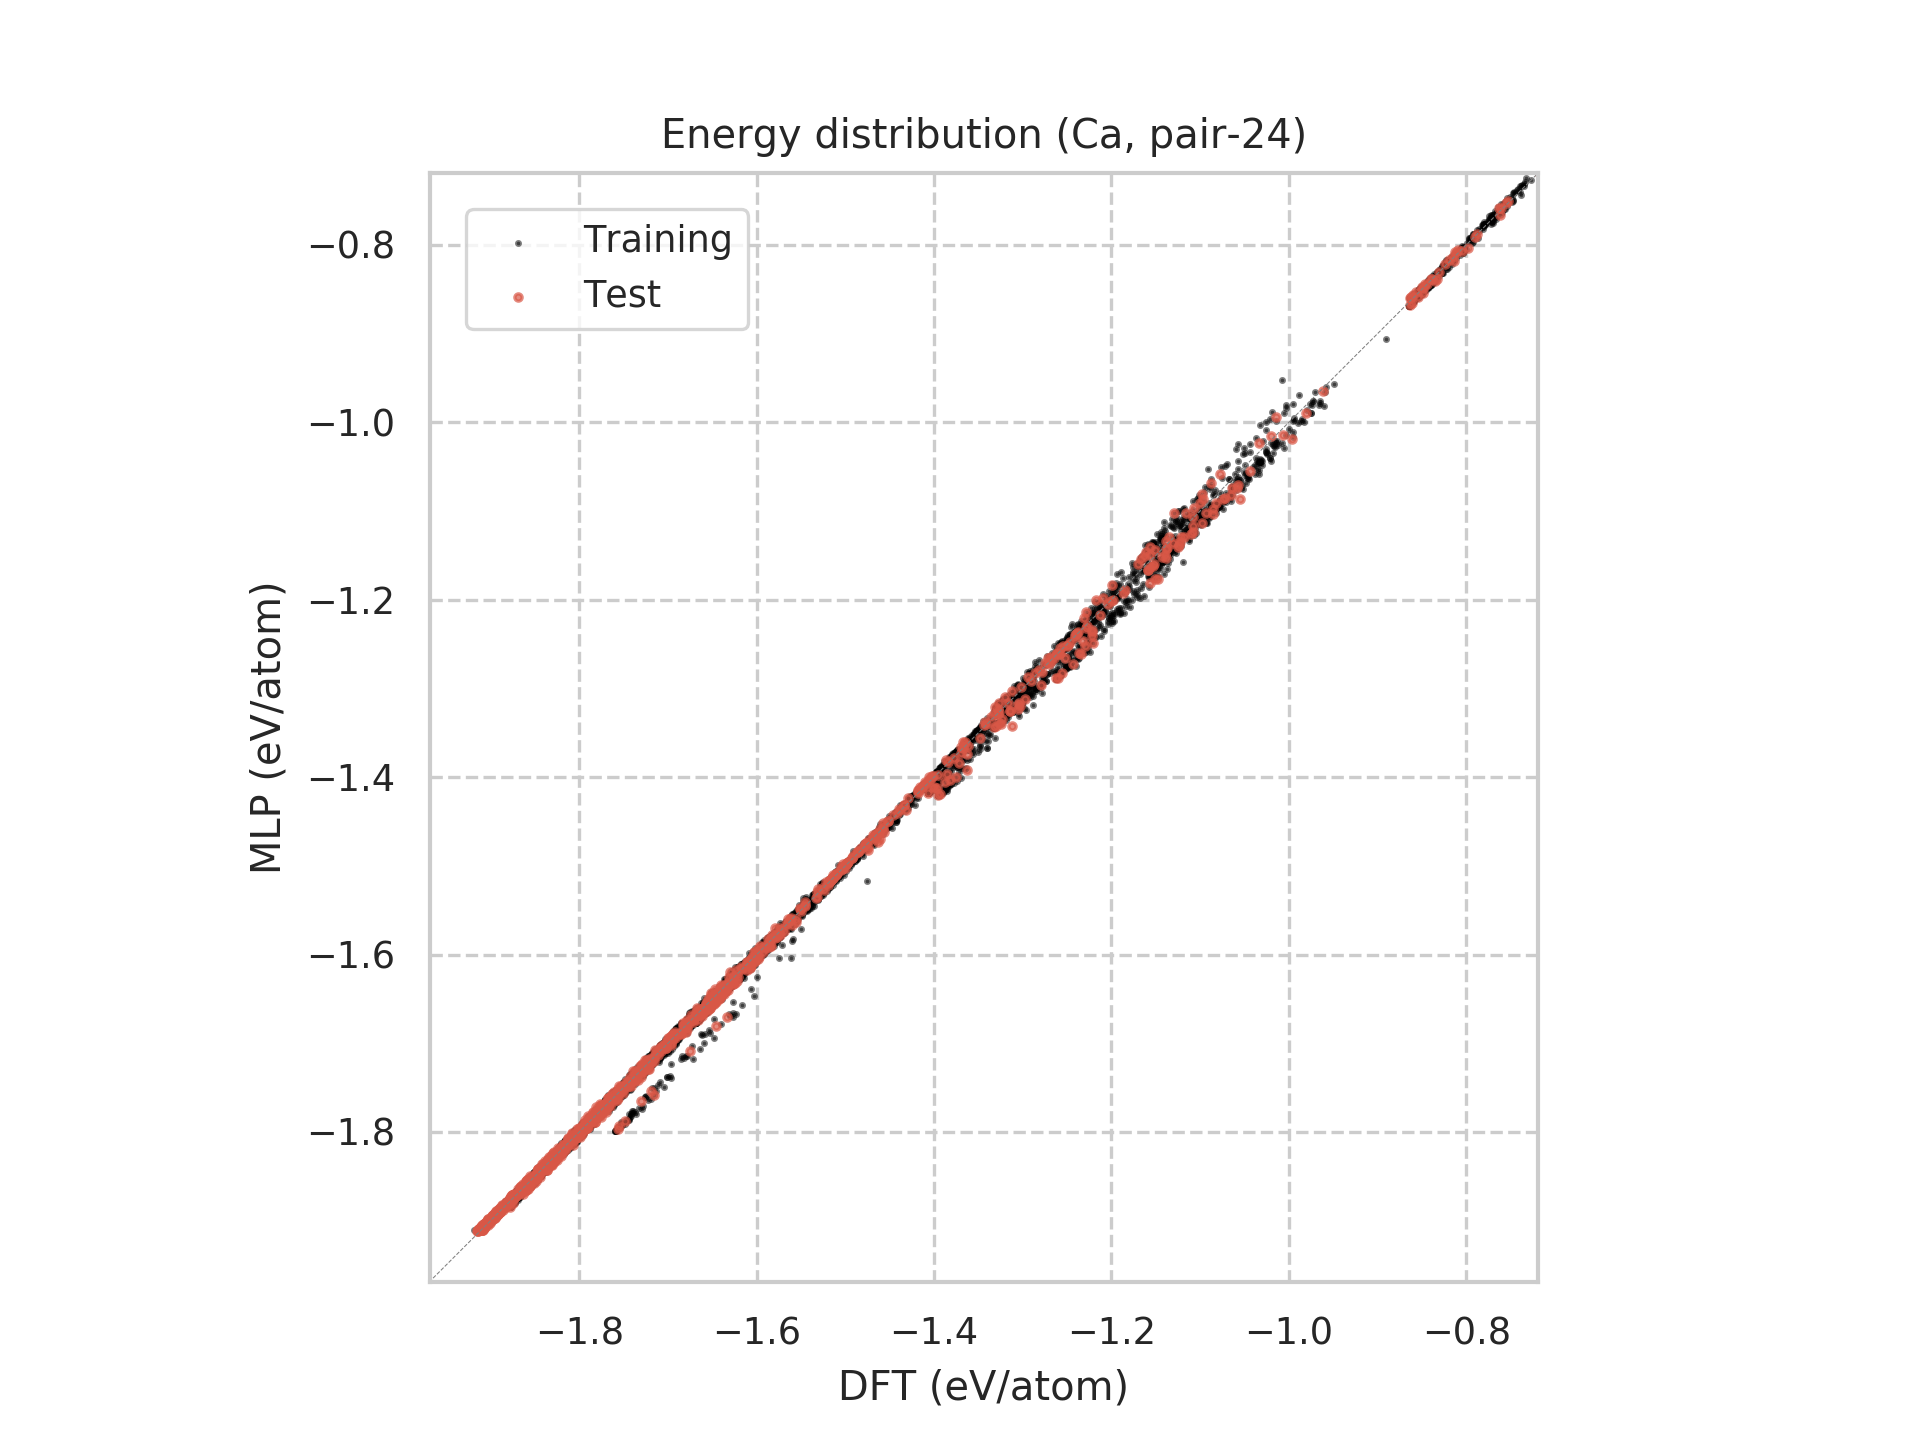 Energy distribution (Ca, pair-24)
Training
Test
−0.8
−1.0
−1.2
−1.4
−1.6
−1.8
MLP (eV/atom)
−1.8
−1.6
−1.4
−1.2
−1.0
−0.8
DFT (eV/atom)